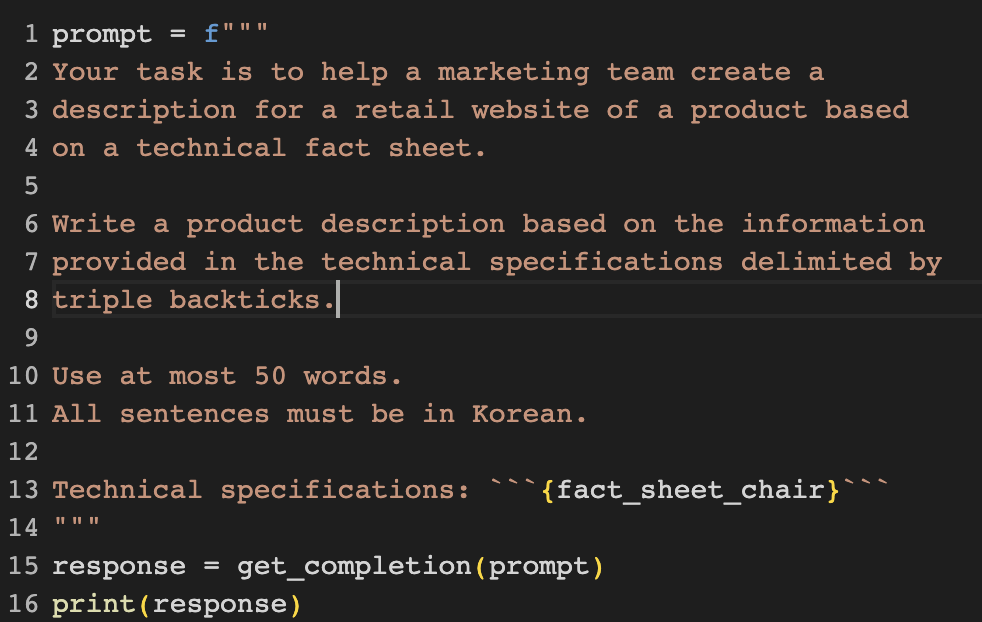 1 prompt = f"""
2 Your task is to help a marketing team create a
3 description for a retail website of a product based
4 on a technical fact sheet.
5
6 Write a product description based on the information
7 provided in the technical specifications delimited by
8 triple backticks.
9
10 Use at most 50 words.
11 All sentences must be in Korean.
12
13 Technical specifications: ```{fact_sheet_chair}```
14 """
15 response = get_completion(prompt)
16 print(response)